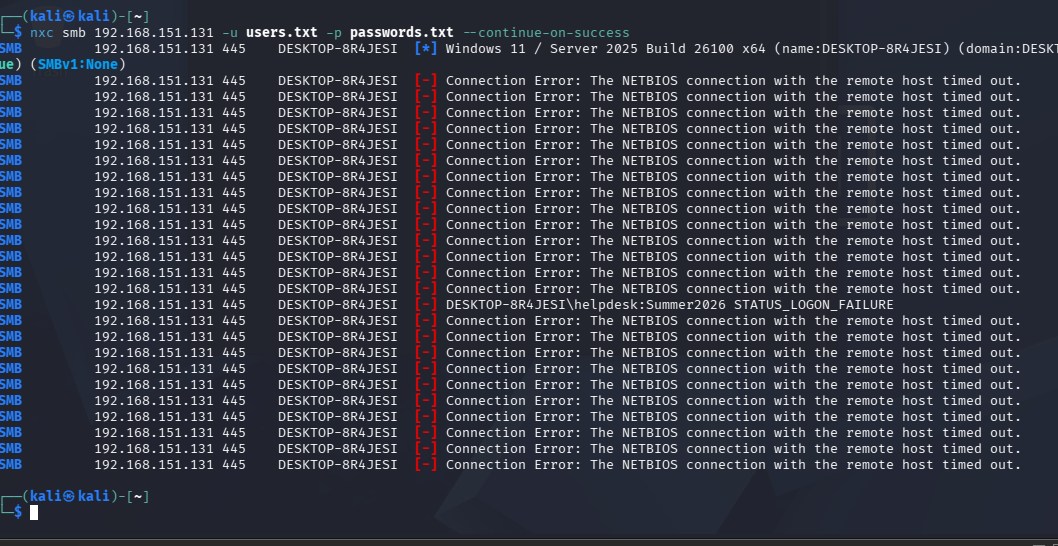 ┌──(kali㉿kali)-[~]
└─$ nxc smb 192.168.151.131 -u users.txt -p passwords.txt --continue-on-success
SMB 192.168.151.131 445 DESKTOP-8R4JESI [*] Windows 11 / Server 2025 Build 26100 x64 (name:DESKTOP-8R4JESI) (domain:DESKT
ue) (SMBv1:None)
SMB 192.168.151.131 445 DESKTOP-8R4JESI [-] Connection Error: The NETBIOS connection with the remote host timed out.
SMB 192.168.151.131 445 DESKTOP-8R4JESI [-] Connection Error: The NETBIOS connection with the remote host timed out.
SMB 192.168.151.131 445 DESKTOP-8R4JESI [-] Connection Error: The NETBIOS connection with the remote host timed out.
SMB 192.168.151.131 445 DESKTOP-8R4JESI [-] Connection Error: The NETBIOS connection with the remote host timed out.
SMB 192.168.151.131 445 DESKTOP-8R4JESI [-] Connection Error: The NETBIOS connection with the remote host timed out.
SMB 192.168.151.131 445 DESKTOP-8R4JESI [-] Connection Error: The NETBIOS connection with the remote host timed out.
SMB 192.168.151.131 445 DESKTOP-8R4JESI [-] Connection Error: The NETBIOS connection with the remote host timed out.
SMB 192.168.151.131 445 DESKTOP-8R4JESI [-] Connection Error: The NETBIOS connection with the remote host timed out.
SMB 192.168.151.131 445 DESKTOP-8R4JESI [-] Connection Error: The NETBIOS connection with the remote host timed out.
SMB 192.168.151.131 445 DESKTOP-8R4JESI [-] Connection Error: The NETBIOS connection with the remote host timed out.
SMB 192.168.151.131 445 DESKTOP-8R4JESI [-] Connection Error: The NETBIOS connection with the remote host timed out.
SMB 192.168.151.131 445 DESKTOP-8R4JESI [-] Connection Error: The NETBIOS connection with the remote host timed out.
SMB 192.168.151.131 445 DESKTOP-8R4JESI [-] Connection Error: The NETBIOS connection with the remote host timed out.
SMB 192.168.151.131 445 DESKTOP-8R4JESI [-] Connection Error: The NETBIOS connection with the remote host timed out.
SMB 192.168.151.131 445 DESKTOP-8R4JESI [-] DESKTOP-8R4JESI\helpdesk:Summer2026 STATUS_LOGON_FAILURE
SMB 192.168.151.131 445 DESKTOP-8R4JESI [-] Connection Error: The NETBIOS connection with the remote host timed out.
SMB 192.168.151.131 445 DESKTOP-8R4JESI [-] Connection Error: The NETBIOS connection with the remote host timed out.
SMB 192.168.151.131 445 DESKTOP-8R4JESI [-] Connection Error: The NETBIOS connection with the remote host timed out.
SMB 192.168.151.131 445 DESKTOP-8R4JESI [-] Connection Error: The NETBIOS connection with the remote host timed out.
SMB 192.168.151.131 445 DESKTOP-8R4JESI [-] Connection Error: The NETBIOS connection with the remote host timed out.
SMB 192.168.151.131 445 DESKTOP-8R4JESI [-] Connection Error: The NETBIOS connection with the remote host timed out.
SMB 192.168.151.131 445 DESKTOP-8R4JESI [-] Connection Error: The NETBIOS connection with the remote host timed out.
SMB 192.168.151.131 445 DESKTOP-8R4JESI [-] Connection Error: The NETBIOS connection with the remote host timed out.
SMB 192.168.151.131 445 DESKTOP-8R4JESI [-] Connection Error: The NETBIOS connection with the remote host timed out.
SMB 192.168.151.131 445 DESKTOP-8R4JESI [-] Connection Error: The NETBIOS connection with the remote host timed out.
┌──(kali㉿kali)-[~]
└─$